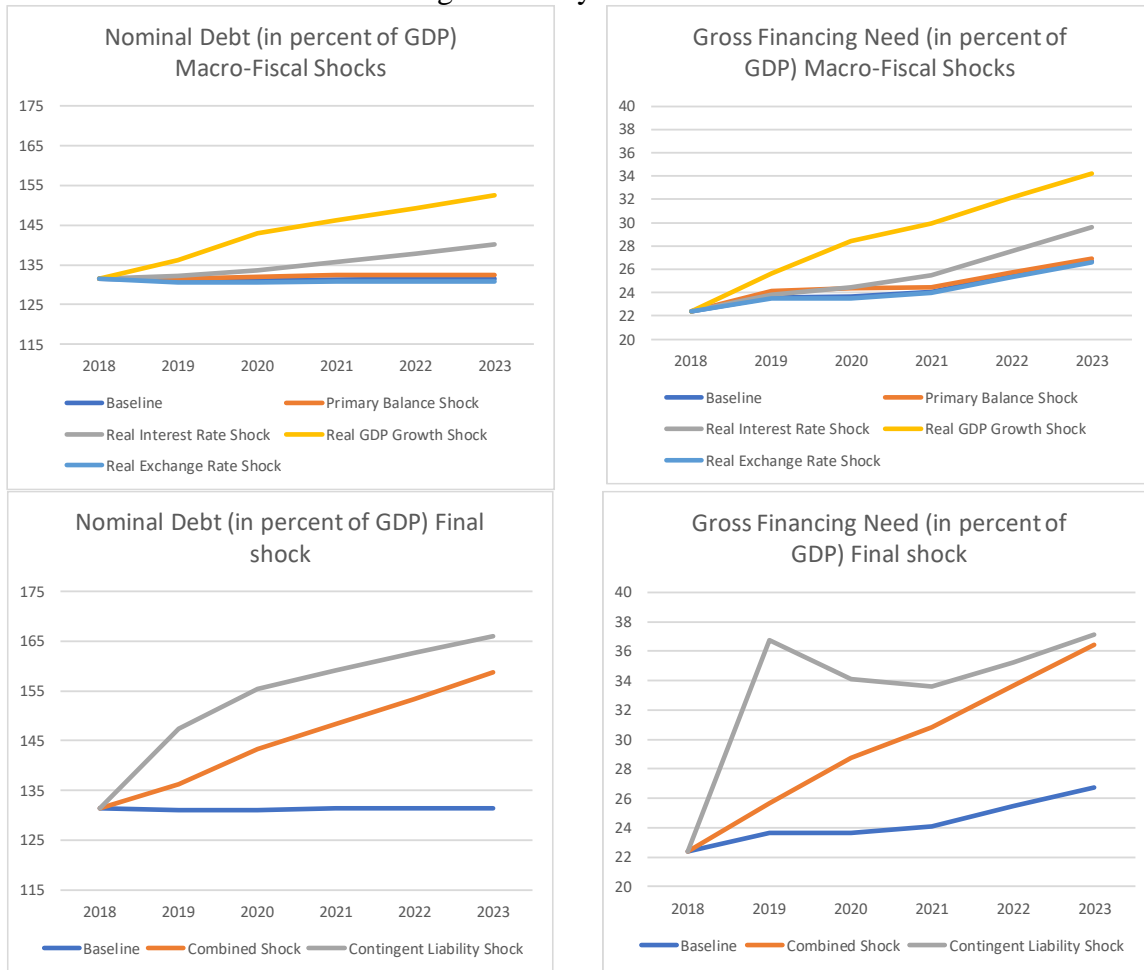 Nominal Debt (in percent of GDP)
Macro-Fiscal Shocks
175
165
155
145
135
125
115
2018 2019 2020 2021 2022 2023
Baseline Primary Balance Shock
Real Interest Rate Shock Real GDP Growth Shock
Real Exchange Rate Shock
Gross Financing Need (in percent of
GDP) Macro-Fiscal Shocks
40
38
36
34
32
30
28
26
24
22
20
2018 2019 2020 2021 2022 2023
Baseline Primary Balance Shock
Real Interest Rate Shock Real GDP Growth Shock
Real Exchange Rate Shock
Nominal Debt (in percent of GDP) Final
shock
175
165
155
145
135
125
115
2018 2019 2020 2021 2022 2023
Baseline Combined Shock Contingent Liability Shock
Gross Financing Need (in percent of
GDP) Final shock
40
38
36
34
32
30
28
26
24
22
20
2018 2019 2020 2021 2022 2023
Baseline Combined Shock Contingent Liability Shock